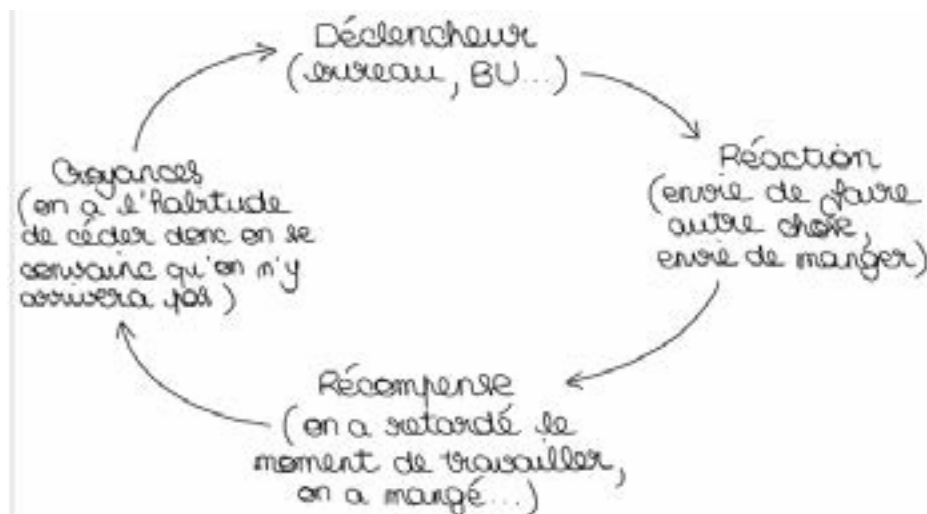 Déclencheur
(bureau, BU...)
Réaction
(envie de faire
autre chose,
envie de manger)
Récompense
(on a retardé le
moment de travailler,
on a mangé...)
Croyances
(on a l'habitude
de céder donc on se
convainc qu'on n'y
arrivera pas)